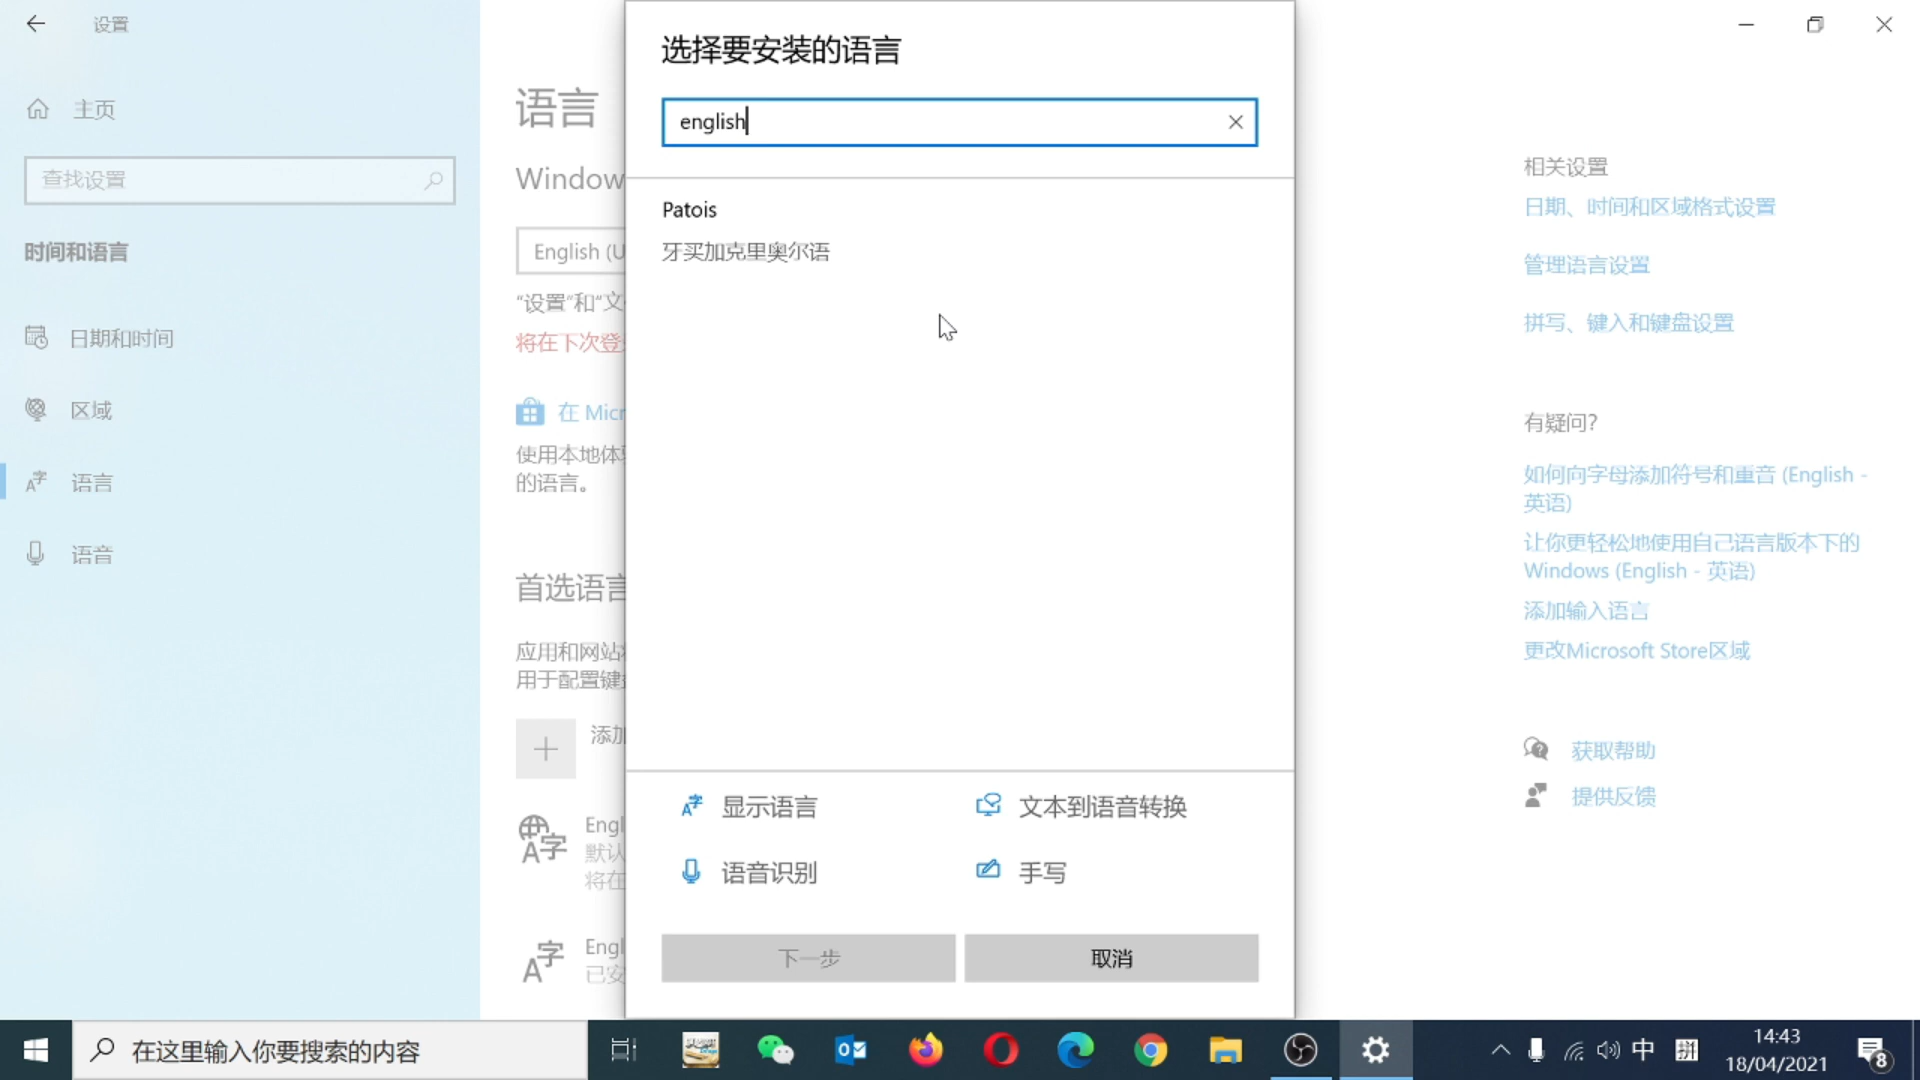 设置
主页
查找设置
时间和语言
日期和时间
区域
语言
语音
语言
Window
English (U
“设置”和“文
将在下次登
在 Micr
使用本地体
的语言。
首选语言
应用和网站
用于配置键
添加
Engl
默认
将在
Engl
已安
选择要安装的语言
english
Patois
牙买加克里奥尔语
显示语言
文本到语音转换
语音识别
手写
下一步
取消
相关设置
日期、时间和区域格式设置
管理语言设置
拼写、键入和键盘设置
有疑问?
如何向字母添加符号和重音 (English -
英语)
让你更轻松地使用自己语言版本下的
Windows (English - 英语)
添加输入语言
更改Microsoft Store区域
获取帮助
提供反馈
在这里输入你要搜索的内容
中
拼
14:43
18/04/2021
8